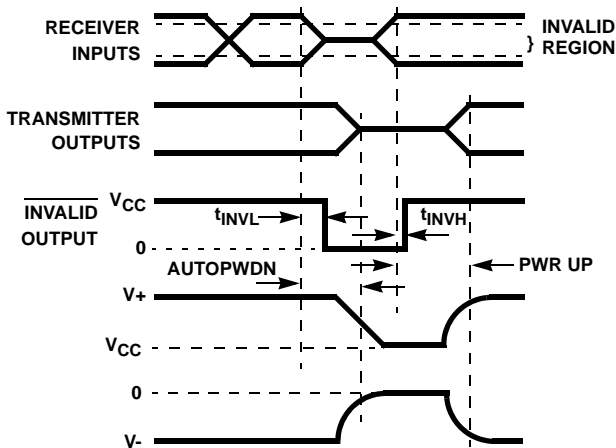 RECEIVER
INPUTS
} INVALID
REGION
TRANSMITTER
OUTPUTS
INVALID
OUTPUT
VCC
0
tINVL
tINVH
AUTOPWDN
PWR UP
V+
VCC
0
V-